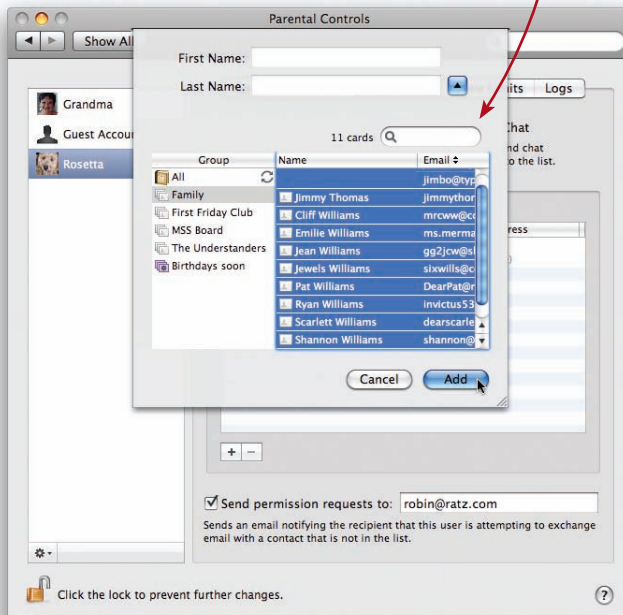 Parental Controls
Show All
First Name:
Last Name:
its Logs
Grandma
Guest Accou
Rosetta
11 cards
Chat
nd chat
o the list.
Group Name Email
All jimbo@typ
Family Jimmy Thomas jimmythor
First Friday Club Cliff Williams mrcww@c
MSS Board Emilie Williams ms.merma
The Understanders Jean Williams gg2jcw@s
Birthdays soon Jewels Williams sixwills@c
Pat Williams DearPat@r
Ryan Williams invictus53
Scarlett Williams dearscarle
Shannon Williams shannon@
ress
Cancel Add
+ −
Send permission requests to: robin@ratz.com
Sends an email notifying the recipient that this user is attempting to exchange
email with a contact that is not in the list.
Click the lock to prevent further changes.
?